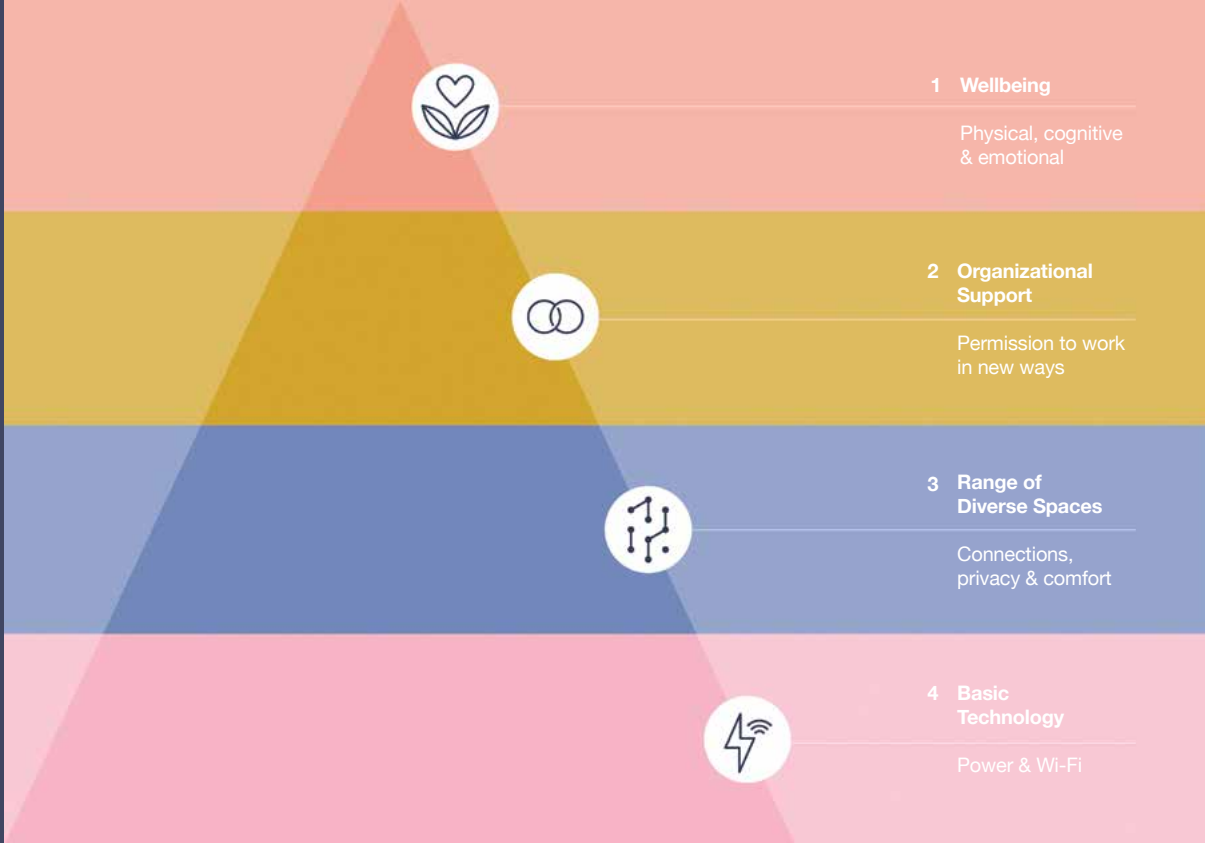 1 Wellbeing
Physical, cognitive
& emotional
2 Organizational
Support
Permission to work
in new ways
3 Range of
Diverse Spaces
Connections,
privacy & comfort
4 Basic
Technology
Power & Wi-Fi